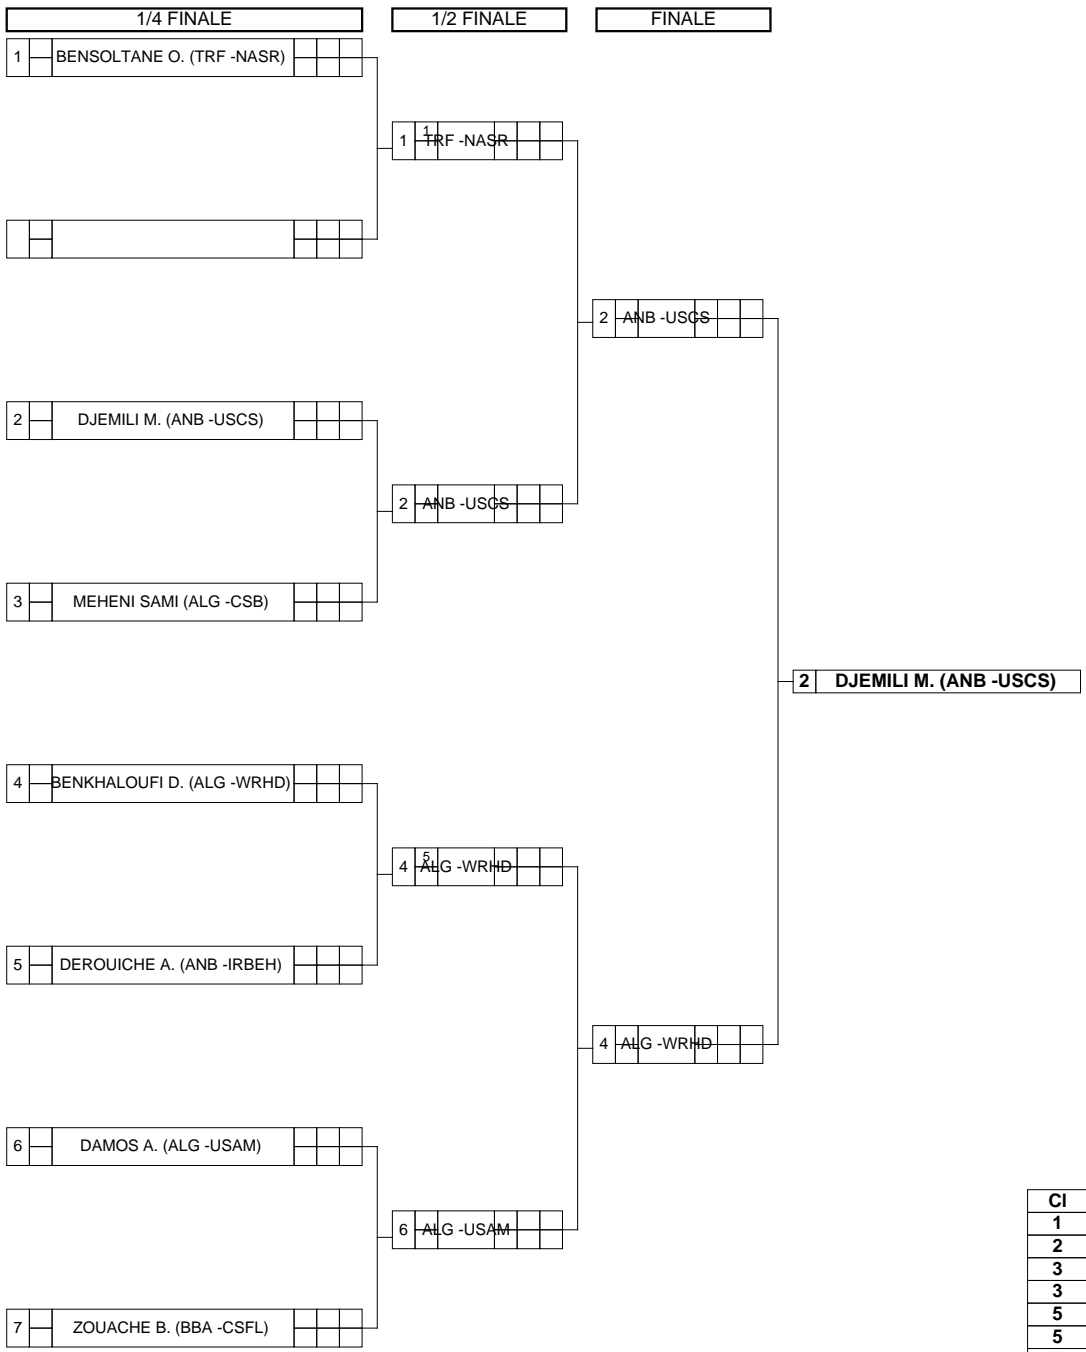 1/4 FINALE 1/2 FINALE FINALE
1 BENSOLTANE O. (TRF -NASR)
1 1 TRF -NASR
2 ANB -USCS
2 DJEMILI M. (ANB -USCS)
2 ANB -USCS
3 MEHENI SAMI (ALG -CSB)
2 DJEMILI M. (ANB -USCS)
4 BENKHALOUFI D. (ALG -WRHD)
4 5 ALG -WRHD
5 DEROUICHE A. (ANB -IRBEH)
4 ALG -WRHD
6 DAMOS A. (ALG -USAM)
6 ALG -USAM
7 ZOUACHE B. (BBA -CSFL)
Cl
1
2
3
3
5
5